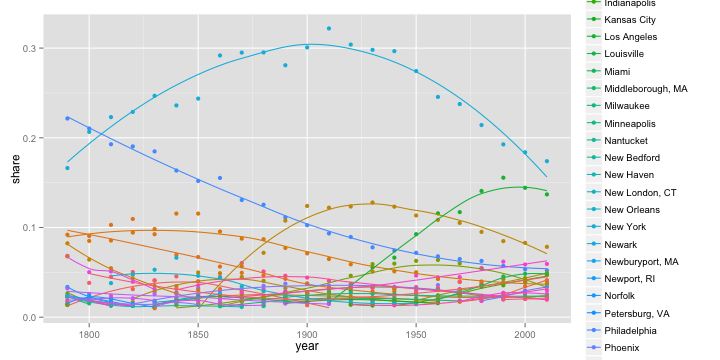 0.3
0.2
0.1
0.0
share
1800
1850
1900
1950
2000
year
Indianapolis
Kansas City
Los Angeles
Louisville
Miami
Middleborough, MA
Milwaukee
Minneapolis
Nantucket
New Bedford
New Haven
New London, CT
New Orleans
New York
Newark
Newburyport, MA
Newport, RI
Norfolk
Petersburg, VA
Philadelphia
Phoenix